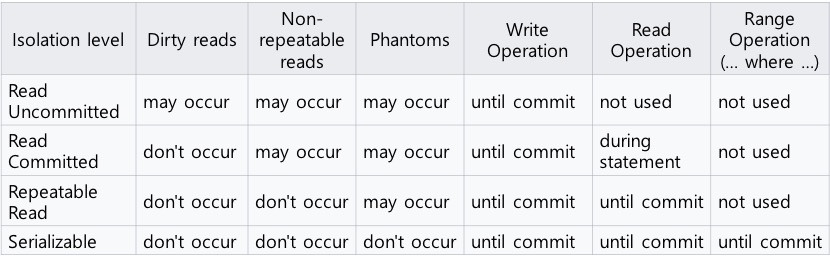 Isolation level Dirty reads Non-repeatable reads Phantoms Write Operation Read Operation Range Operation (... where ...)
Read Uncommitted may occur may occur may occur until commit not used not used
Read Committed don't occur may occur may occur until commit during statement not used
Repeatable Read don't occur don't occur may occur until commit until commit not used
Serializable don't occur don't occur don't occur until commit until commit until commit